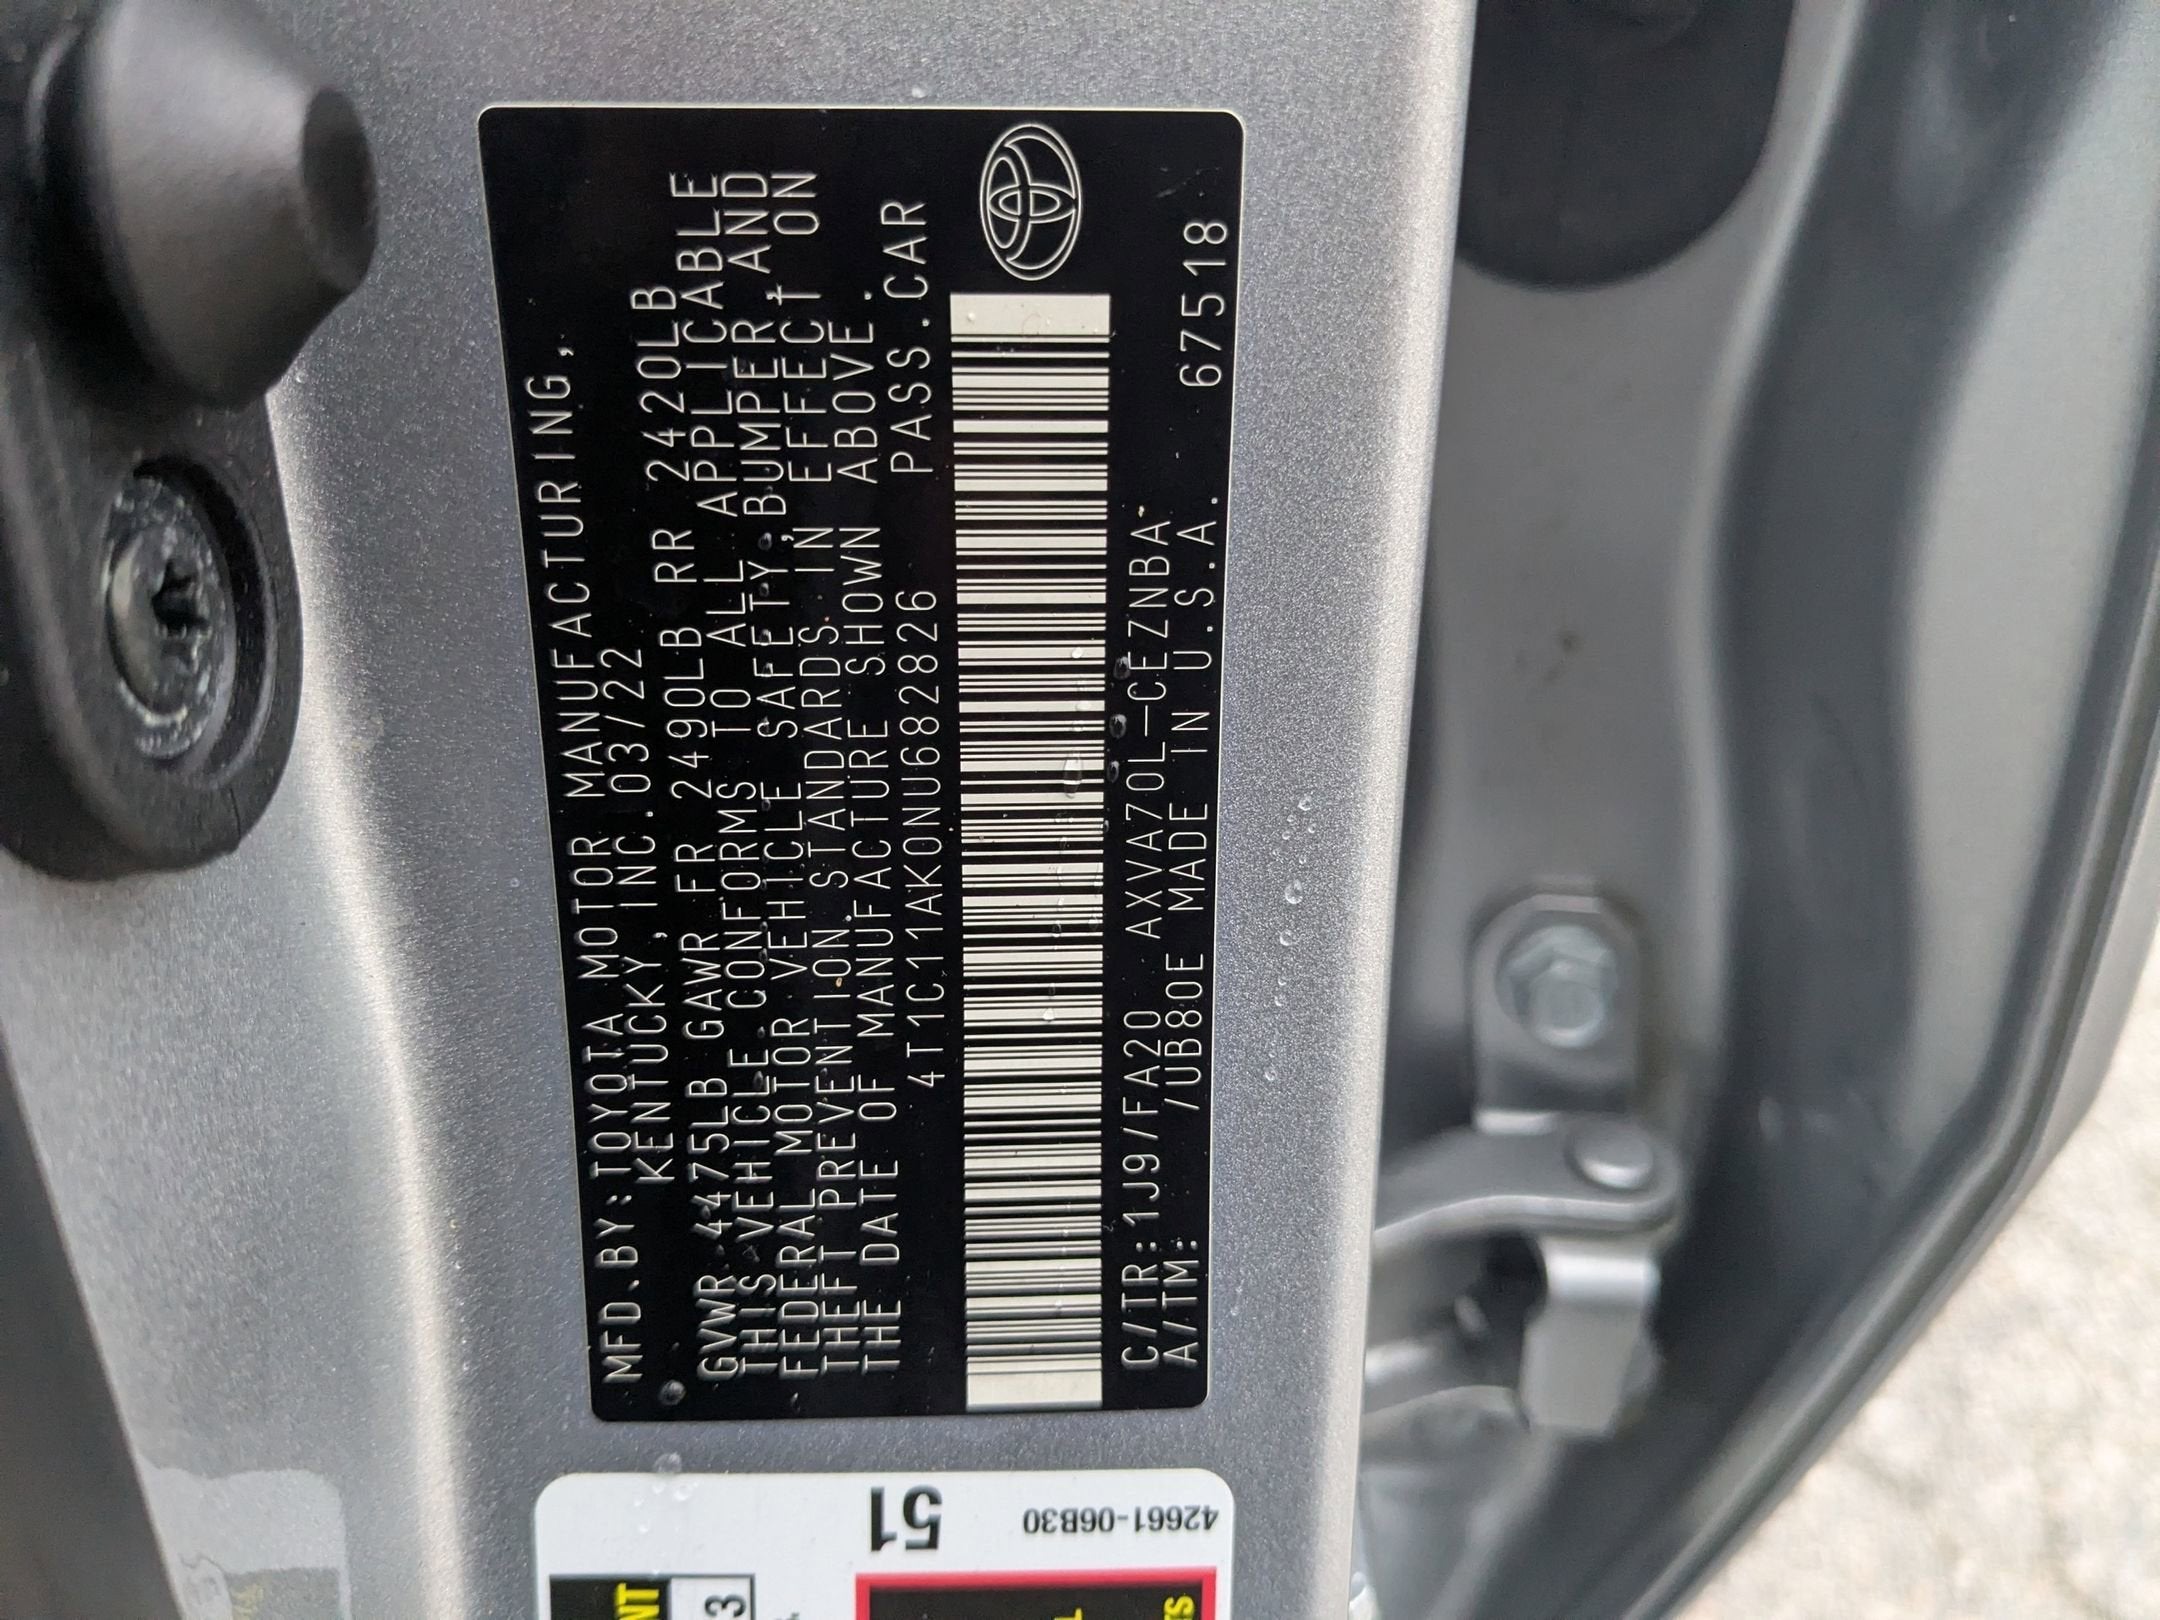 MFD.BY:TOYOTA MOTOR MANUFACTURING,
KENTUCKY, INC. 03/22
GVWR 4475LB GAWR FR 2490LB RR 2420LB
THIS VEHICLE CONFORMS TO ALL APPLICABLE
FEDERAL MOTOR VEHICLE SAFETY,BUMPER,AND
THEFT PREVENTION STANDARDS IN EFFECT ON
THE DATE OF MANUFACTURE SHOWN ABOVE.
4T1C11AK0NU682826 PASS.CAR
C/TR:1J9/FA20 AXVA70L-CEZNBA
A/TM: /UB80E MADE IN U.S.A. 67518
51
42661-06B30